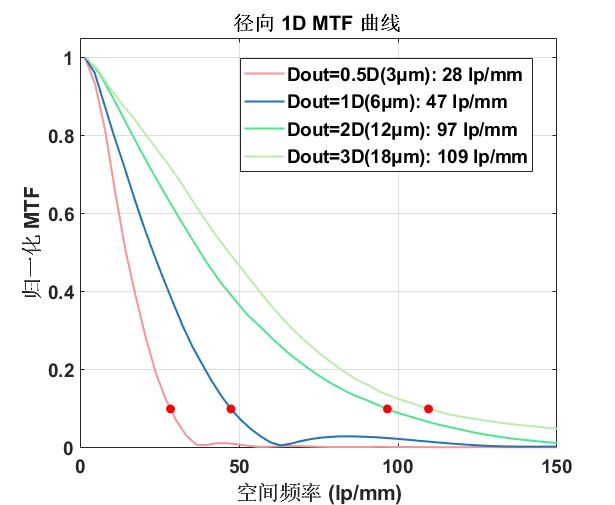 径向 1D MTF 曲线
Dout=0.5D(3μm): 28 lp/mm
Dout=1D(6μm): 47 lp/mm
Dout=2D(12μm): 97 lp/mm
Dout=3D(18μm): 109 lp/mm
归一化 MTF
1
0.8
0.6
0.4
0.2
0
0 50 100 150
空间频率 (lp/mm)